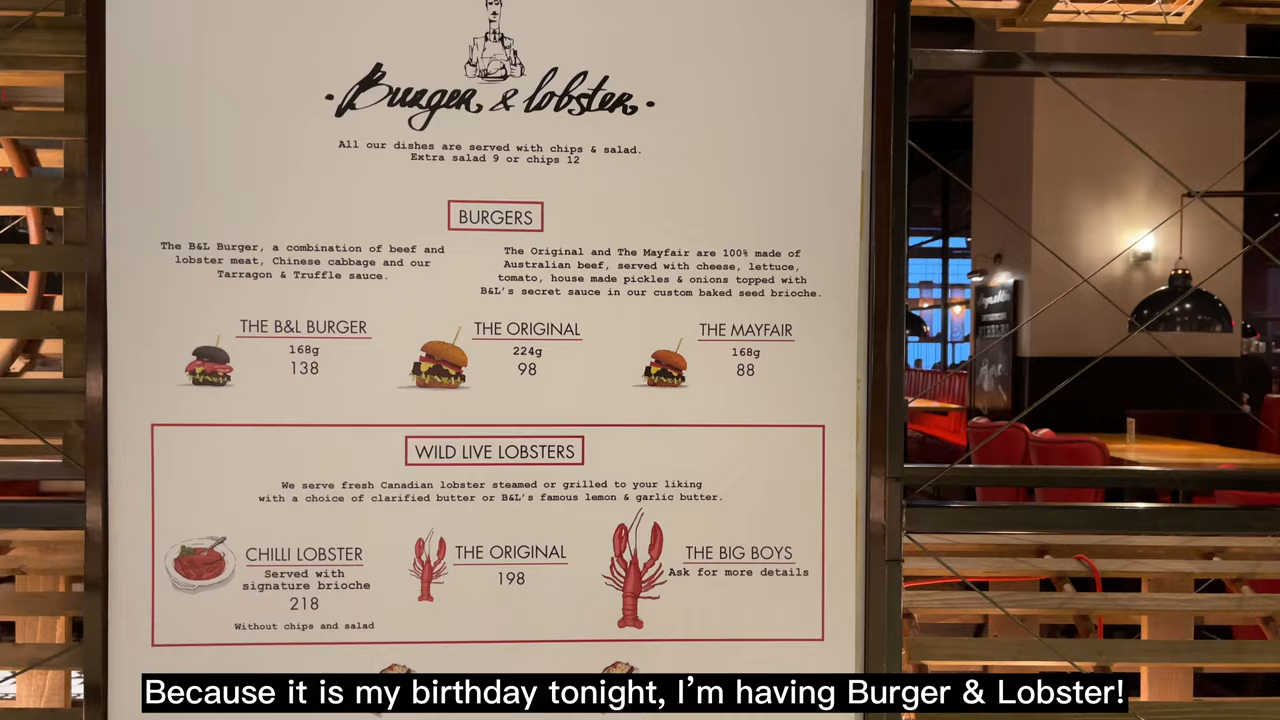 Burger & lobster
All our dishes are served with chips & salad.
Extra salad 9 or chips 12
BURGERS
The B&L Burger, a combination of beef and
lobster meat, Chinese cabbage and our
Tarragon & Truffle sauce.
The Original and The Mayfair are 100% made of
Australian beef, served with cheese, lettuce,
tomato, house made pickles & onions topped with
B&L's secret sauce in our custom baked seed brioche.
THE B&L BURGER
168g
138
THE ORIGINAL
224g
98
THE MAYFAIR
168g
88
WILD LIVE LOBSTERS
We serve fresh Canadian lobster steamed or grilled to your liking
with a choice of clarified butter or B&L's famous lemon & garlic butter.
CHILLI LOBSTER
Served with
signature brioche
218
Without chips and salad
THE ORIGINAL
198
THE BIG BOYS
Ask for more details
Because it is my birthday tonight, I'm having Burger & Lobster!